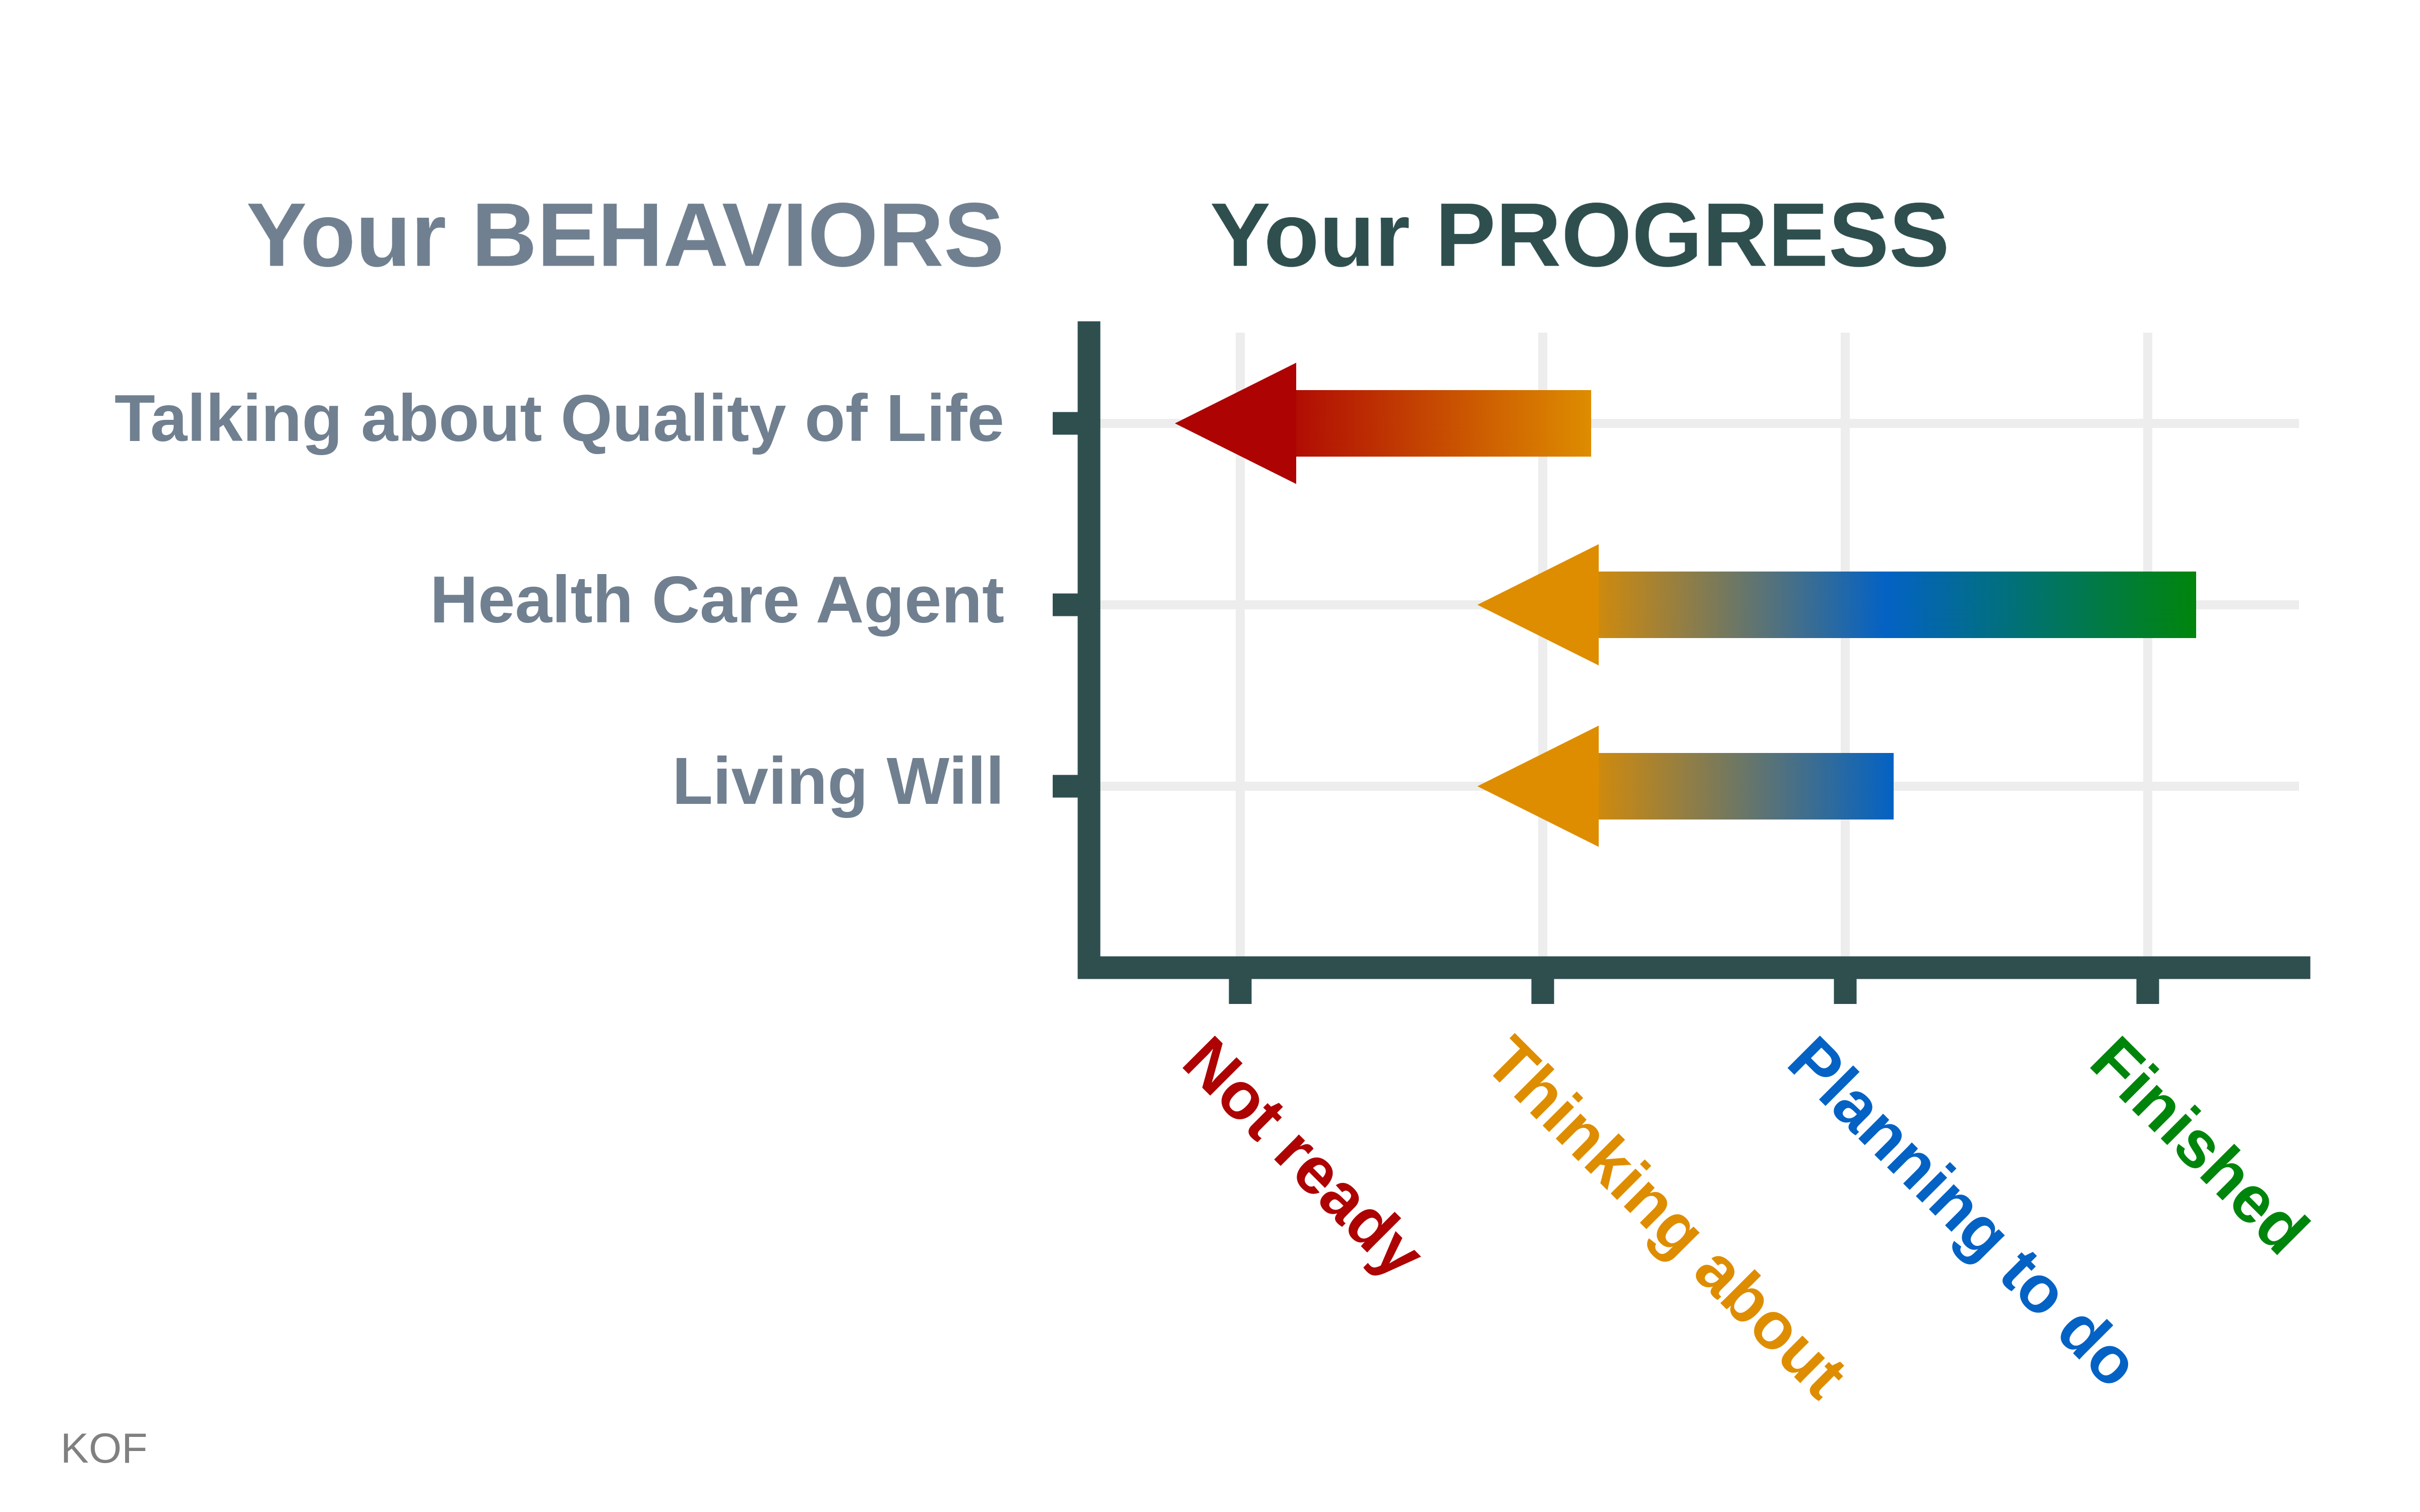 Your BEHAVIORS
Your PROGRESS
Talking about Quality of Life
Health Care Agent
Living Will
Not ready
Thinking about
Planning to do
Finished
KOF